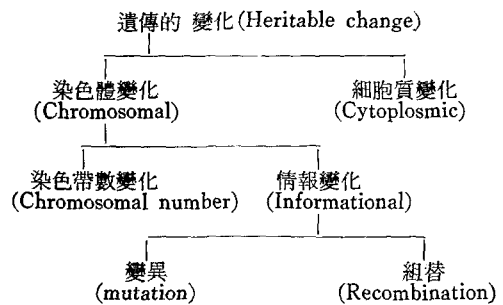 遺傳的 變化(Heritable change)
染色體變化
(Chromosomal)
細胞質變化
(Cytoplosmic)
染色帶數變化
(Chromosomal number)
情報變化
(Informational)
變異
(mutation)
組替
(Recombination)